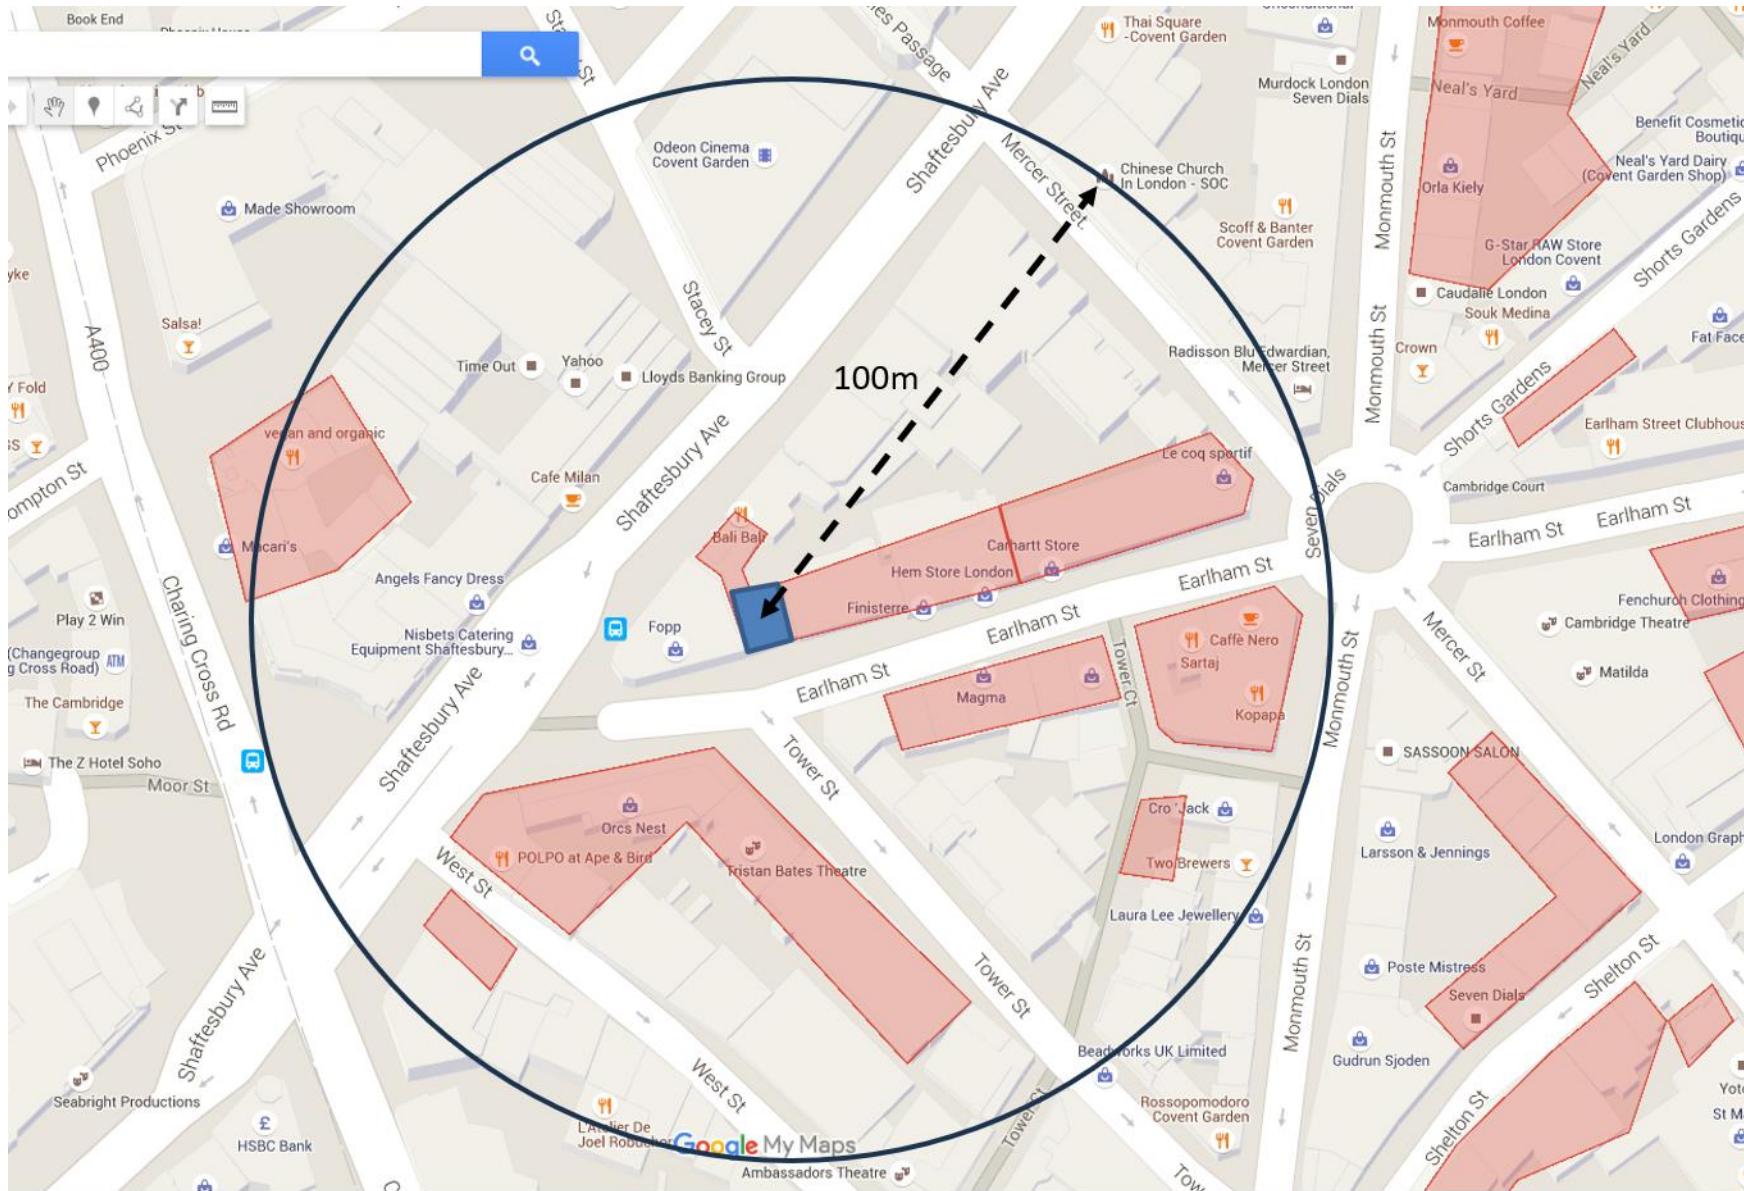 Book End
Thai Square
-Covent Garden
Monmouth Coffee
Neal's Yard
Neal's Yard
Murdock London
Seven Dials
St
Passage
Shaftesbury Ave
Phoenix St
Odeon Cinema
Covent Garden
Mercer Street
Chinese Church
In London - SOC
Monmouth St
Benefit Cosmetic
Neal's Yard Dairy
(Covent Garden Shop)
Orla Kiely
Made Showroom
Scoff & Banter
Covent Garden
G-Star RAW Store
London Covent
Shorts Gardens
Caudalie London
Souk Medina
Salsa!
A400
Stacey St
Time Out
Yahoo
Lloyds Banking Group
100m
Radisson Blu Edwardian,
Mercer Street
Monmouth St
Crown
Fat Face
Shorts Gardens
Earlham Street Clubhous
Y Fold
vegan and organic
Cafe Milan
Shaftesbury Ave
Le coq sportif
Cambridge Court
ompton St
Macari's
Bali Bali
Carhartt Store
Seven Dials
Earlham St
Earlham St
Angels Fancy Dress
Hem Store London
Earlham St
Play 2 Win
Charing Cross Rd
Finisterre
Fopp
Earlham St
Fenchurch Clothing
Cambridge Theatre
Nisbets Catering
Equipment Shaftesbury...
(Changegroup
g Cross Road)
ATM
Caffè Nero
Sartaj
Tower Ct
Mercer St
Matilda
Earlham St
Magma
Kopapa
Monmouth St
The Cambridge
Shaftesbury Ave
SASSOON SALON
The Z Hotel Soho
Moor St
Tower St
Cro 'Jack
Orcs Nest
POLPO at Ape & Bird
Tristan Bates Theatre
Two Brewers
Larsson & Jennings
London Graph
West St
Laura Lee Jewellery
Monmouth St
Poste Mistress
Seven Dials
Shelton St
Tower St
Shaftesbury Ave
Beadworks UK Limited
Gudrun Sjoden
Seabright Productions
West St
HSBC Bank
£
L'Atelier De
Joel Robuchon
Google My Maps
Rossopomodoro
Covent Garden
Tower Ct
Shelton St
Ambassadors Theatre
Tow